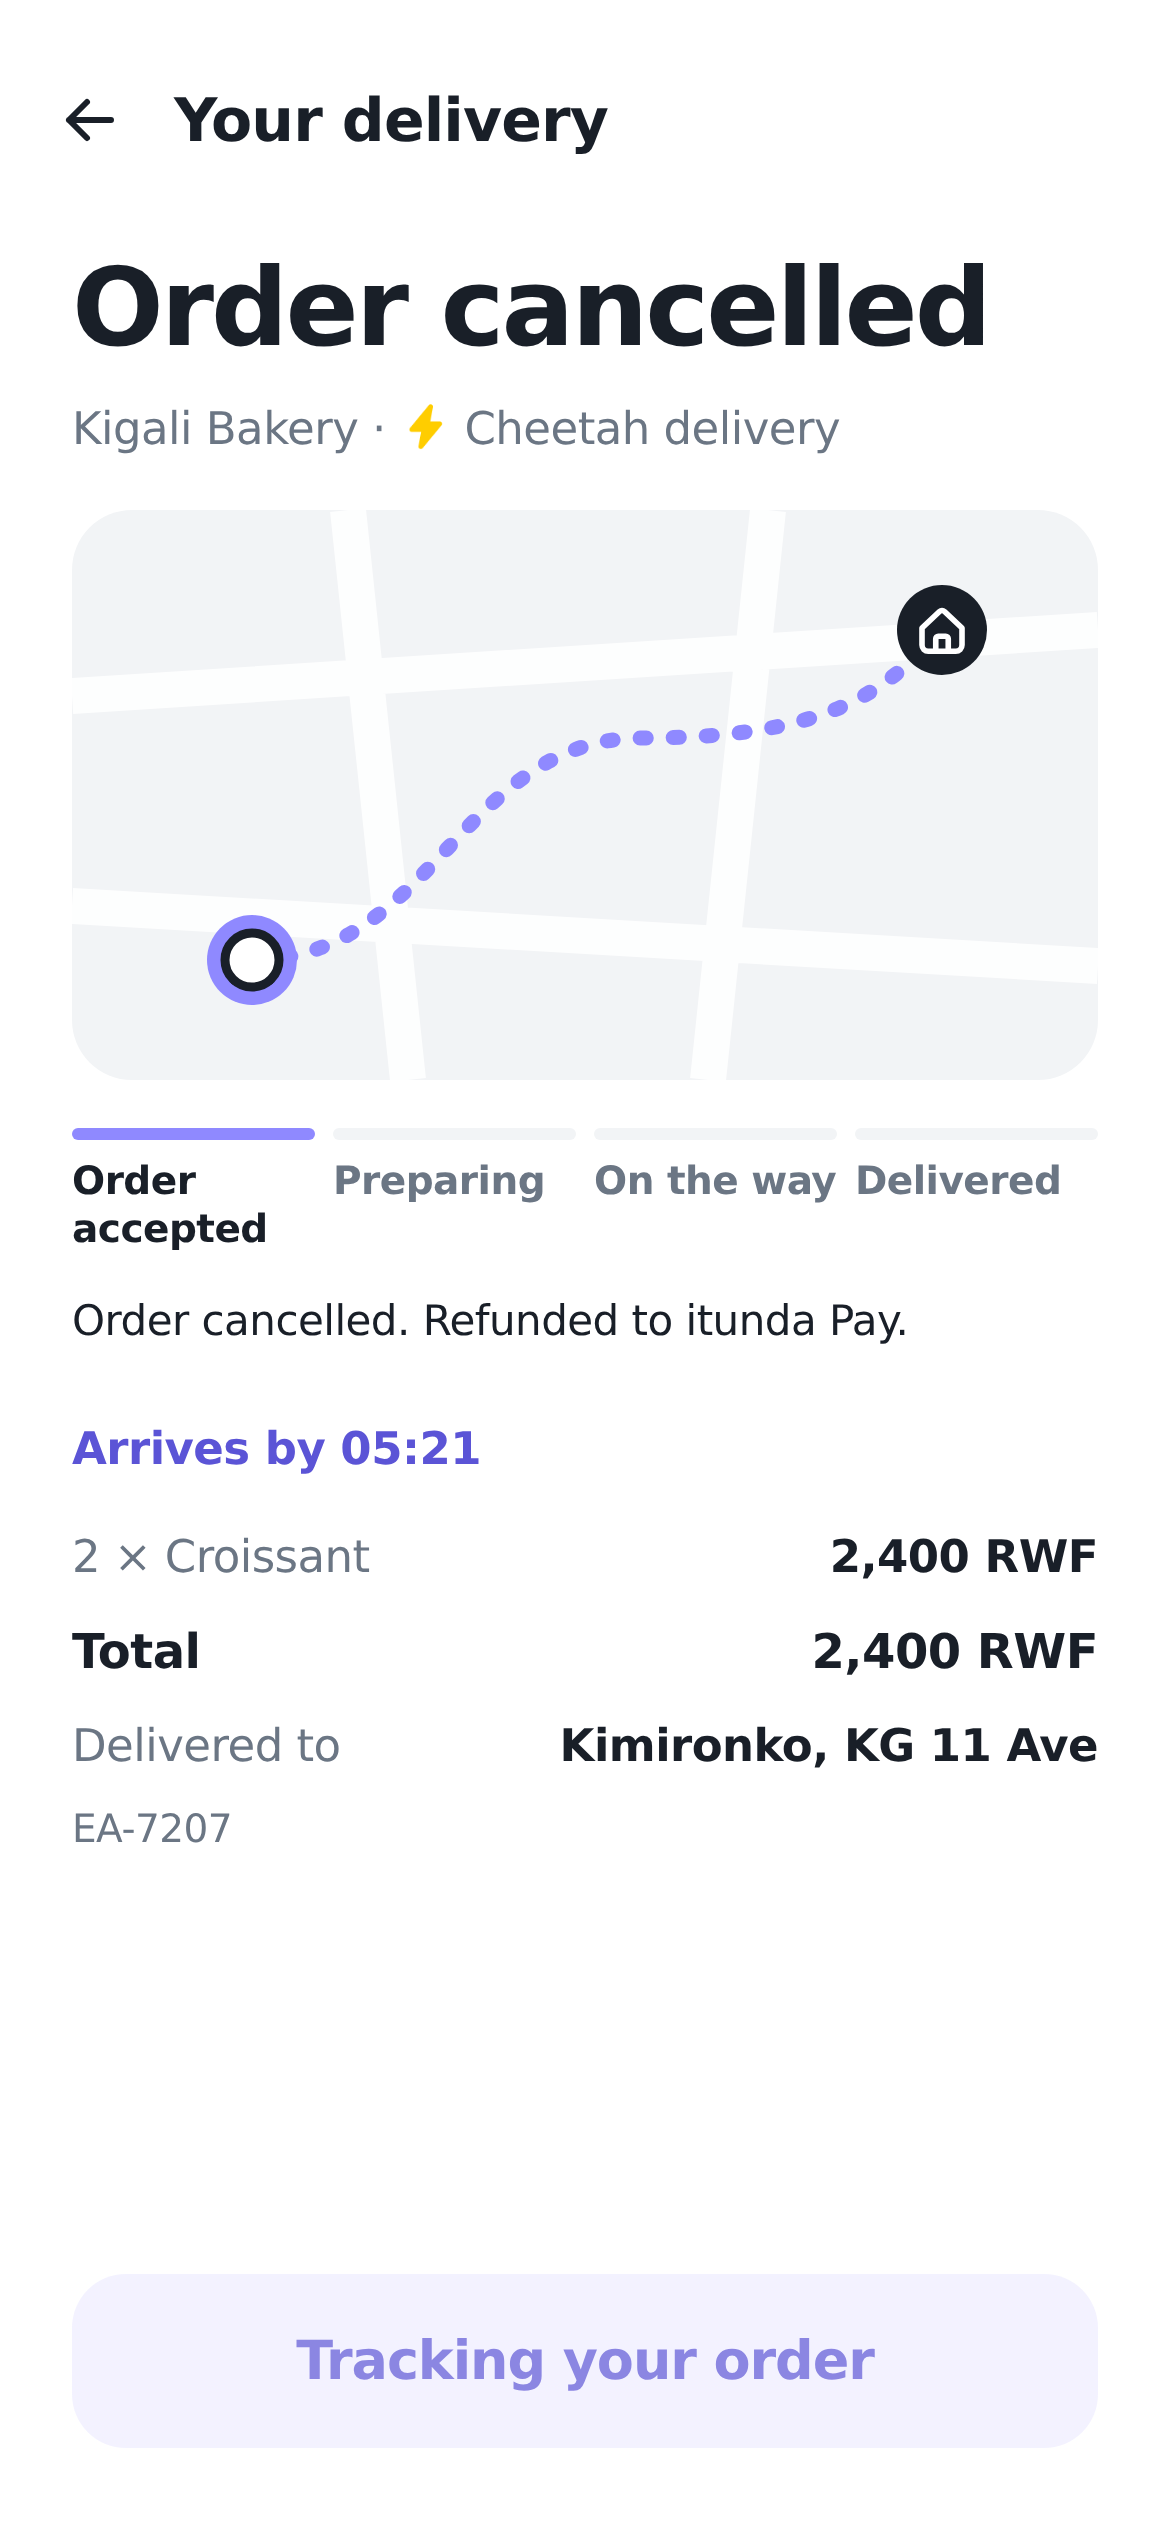 Your delivery
Order cancelled
Kigali Bakery · ⚡ Cheetah delivery
Order accepted
Preparing
On the way
Delivered
Order cancelled. Refunded to itunda Pay.
Arrives by 05:21
2 × Croissant 2,400 RWF
Total 2,400 RWF
Delivered to Kimironko, KG 11 Ave
EA-7207
Tracking your order